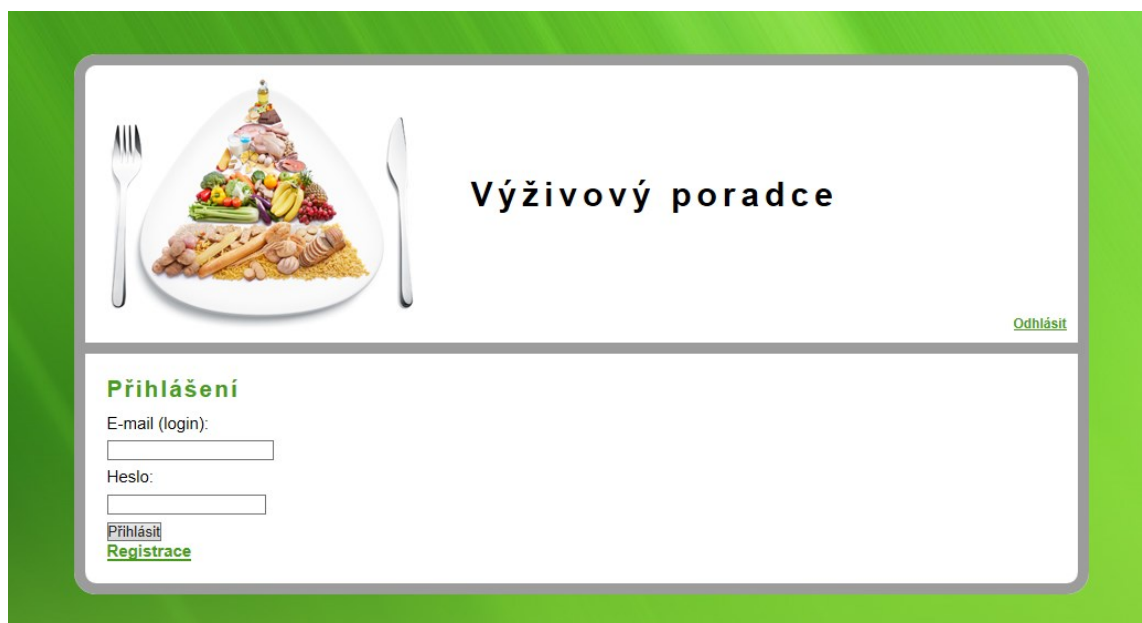 Výživový poradce
Odhlásit
Přihlášení
E-mail (login):
Heslo:
Přihlásit
Registrace